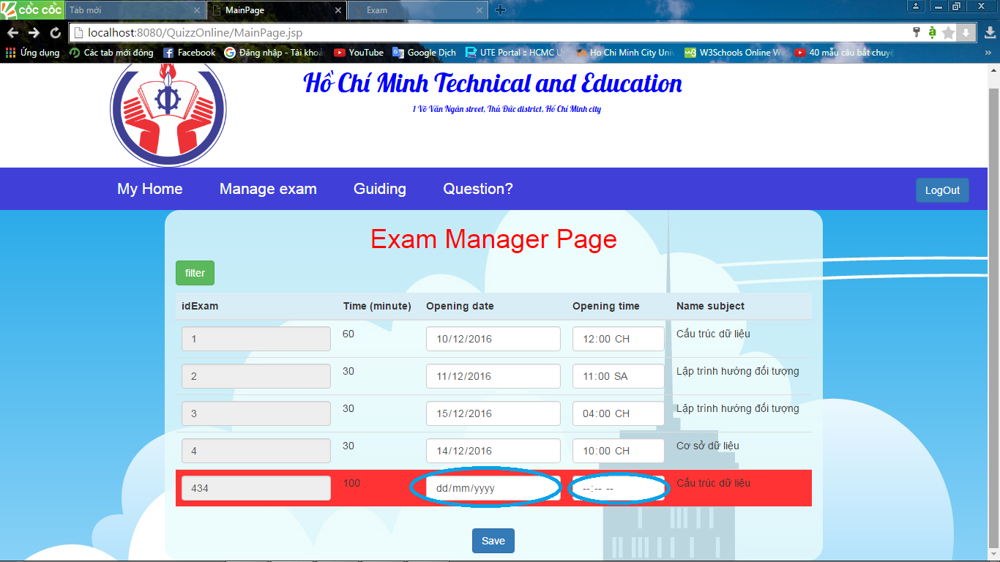 cốc cốc Tab mới MainPage Exam
localhost:8080/QuizzOnline/MainPage.jsp
Ứng dụng Các tab mới đóng Facebook Đăng nhập - Tài khoả YouTube Google Dịch UTE Portal :: HCMC U Ho Chi Minh City Uni W3Schools Online W 40 mẫu câu bắt chuyệ
Hồ Chí Minh Technical and Education
1 Võ Văn Ngân street, Thủ Đức district, Hồ Chí Minh city
My Home Manage exam Guiding Question? LogOut
Exam Manager Page
filter
idExam Time (minute) Opening date Opening time Name subject
1 60 10/12/2016 12:00 CH Cấu trúc dữ liệu
2 30 11/12/2016 11:00 SA Lập trình hướng đối tượng
3 30 15/12/2016 04:00 CH Lập trình hướng đối tượng
4 30 14/12/2016 10:00 CH Cơ sở dữ liệu
434 100 dd/mm/yyyy --:-- -- Cấu trúc dữ liệu
Save